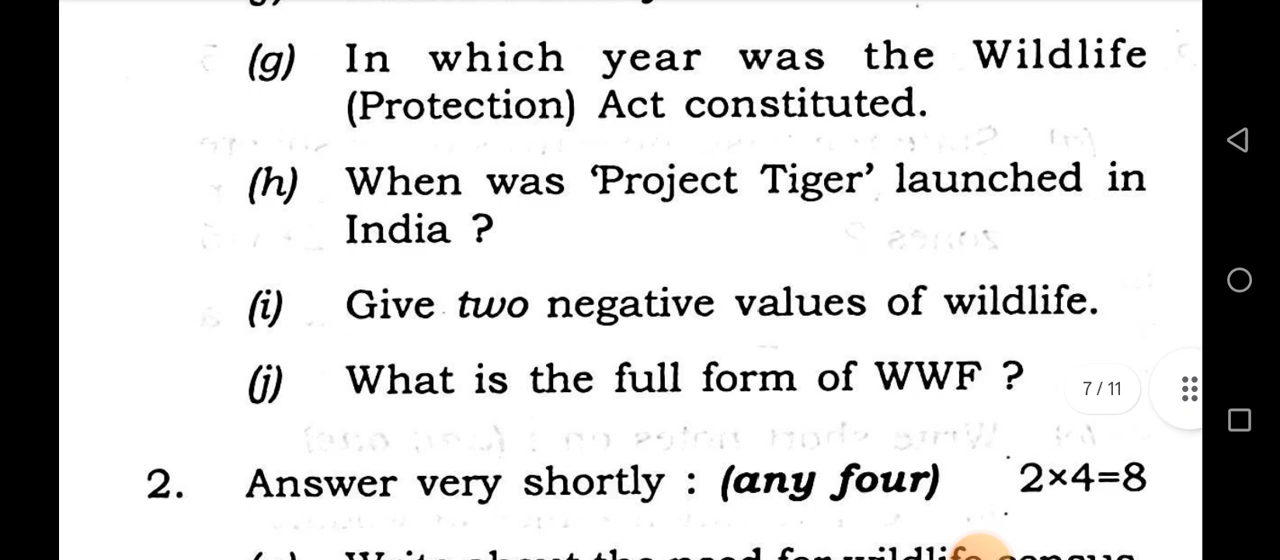 (g) In which year was the Wildlife
(Protection) Act constituted.
(h) When was ‘Project Tiger’ launched in
India ?
(i) Give two negative values of wildlife.
(j) What is the full form of WWF ?
7 / 11
2. Answer very shortly : (any four) 2×4=8